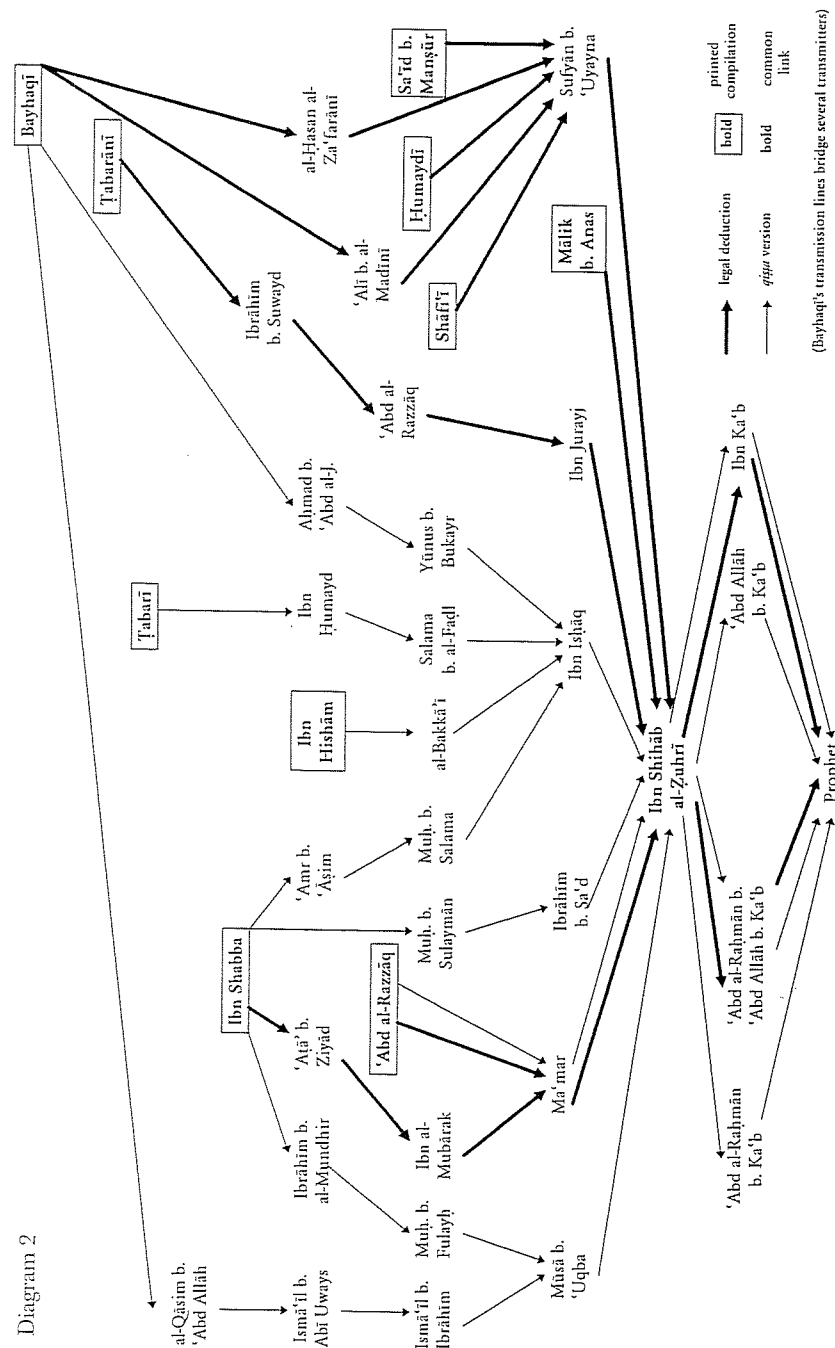 Diagram 2
Bayhaqī
Ṭabarānī
al-Qāsim b.
ʿAbd Allāh
Ṭabarī
Ibn
Hishām
Ibn Shabba
Ismāʿīl b.
Abī Uways
Ibrāhīm b.
al-Mundhir
ʿAṭāʾ b.
Ziyād
ʿAmr b.
ʿĀṣim
Ibn
Ḥumayd
Aḥmad b.
ʿAbd al-J.
Ibrāhīm
b. Suwayd
al-Ḥasan al-
Zaʿfarānī
Ismāʿīl b.
Ibrāhīm
Muḥ. b.
Fulayḥ
Ibn al-
Mubārak
ʿAbd al-Razzāq
Muḥ. b.
Sulaymān
Muḥ. b.
Salama
al-Bakkāʾī
Salama
b. al-Faḍl
Yūnus b.
Bukayr
ʿAbd al-
Razzāq
ʿAlī b. al-
Madīnī
Shāfiʿī
Ḥumaydī
Saʿīd b.
Manṣūr
Mūsā b.
ʿUqba
Maʿmar
Ibrāhīm
b. Saʿd
Ibn Isḥāq
Ibn Jurayj
Mālik
b. Anas
Sufyān b.
ʿUyayna
Ibn Shihāb
al-Zuhrī
ʿAbd al-Raḥmān
b. Kaʿb
ʿAbd al-Raḥmān b.
ʿAbd Allāh b. Kaʿb
ʿAbd Allāh
b. Kaʿb
Ibn Kaʿb
Prophet
legal deduction
qiṣṣa version
bold
printed
compilation
bold
common
link
(Bayhaqī's transmission lines bridge several transmitters)